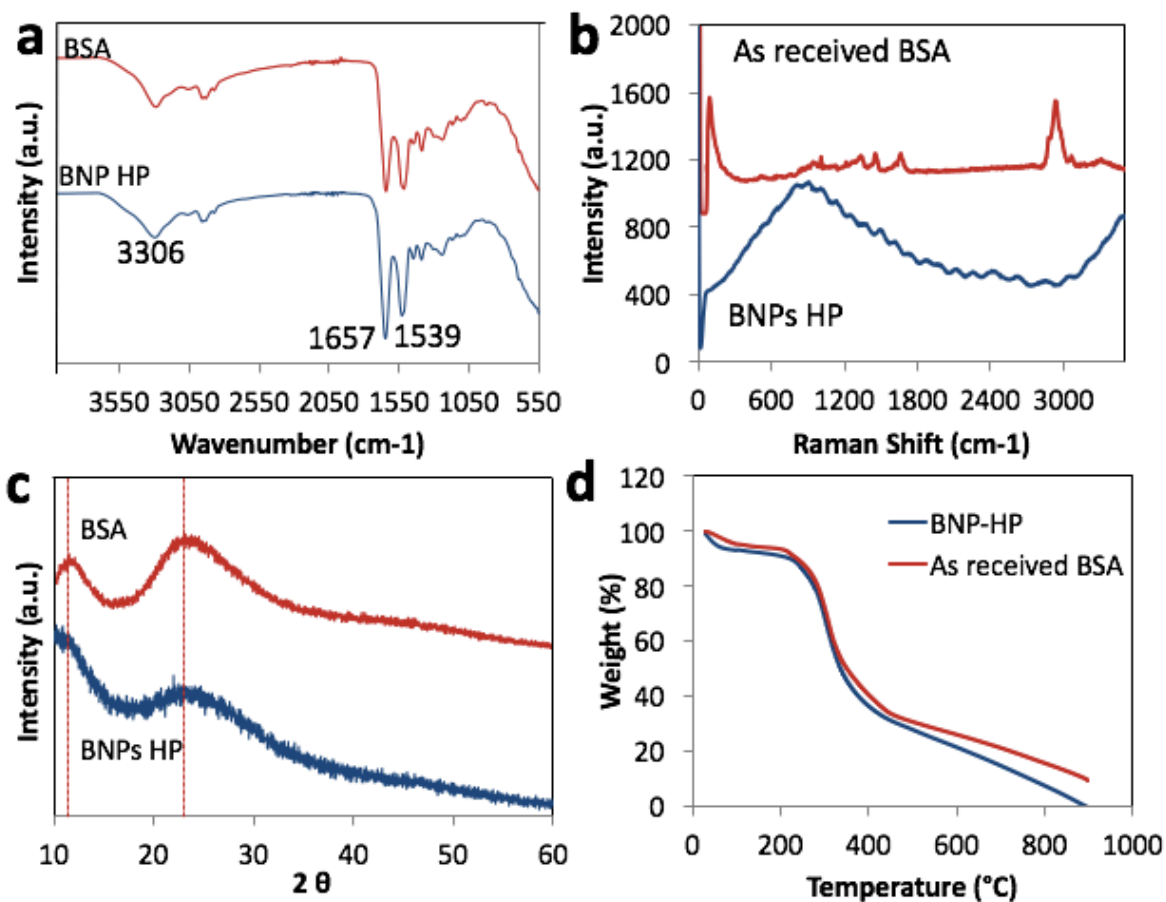 a
BSA
BNP HP
3306
1657 1539
Intensity (a.u.)
3550 3050 2550 2050 1550 1050 550
Wavenumber (cm-1)
b
As received BSA
BNPs HP
Intensity (a.u.)
2000
1600
1200
800
400
0
0 600 1200 1800 2400 3000
Raman Shift (cm-1)
c
BSA
BNPs HP
Intensity (a.u.)
10 20 30 40 50 60
2 θ
d
BNP-HP
As received BSA
Weight (%)
120
100
80
60
40
20
0
0 200 400 600 800 1000
Temperature (°C)